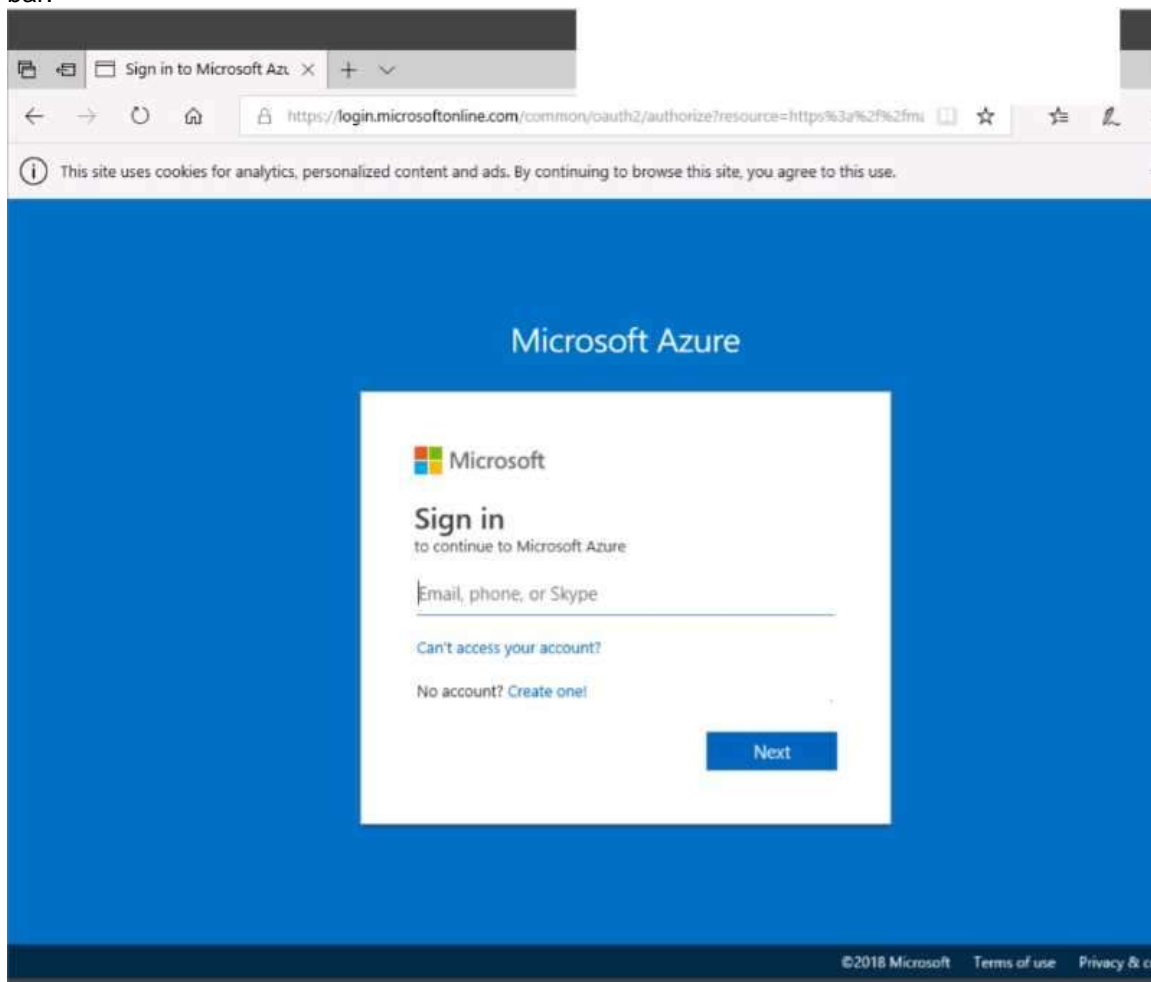 Sign in to Microsoft Az
https://login.microsoftonline.com/common/oauth2/authorize?resource=https%3a%2f%2fm
This site uses cookies for analytics, personalized content and ads. By continuing to browse this site, you agree to this use.
Microsoft Azure
Microsoft
Sign in
to continue to Microsoft Azure
Email, phone, or Skype
Can't access your account?
No account? Create one!
Next
©2018 Microsoft Terms of use Privacy & c